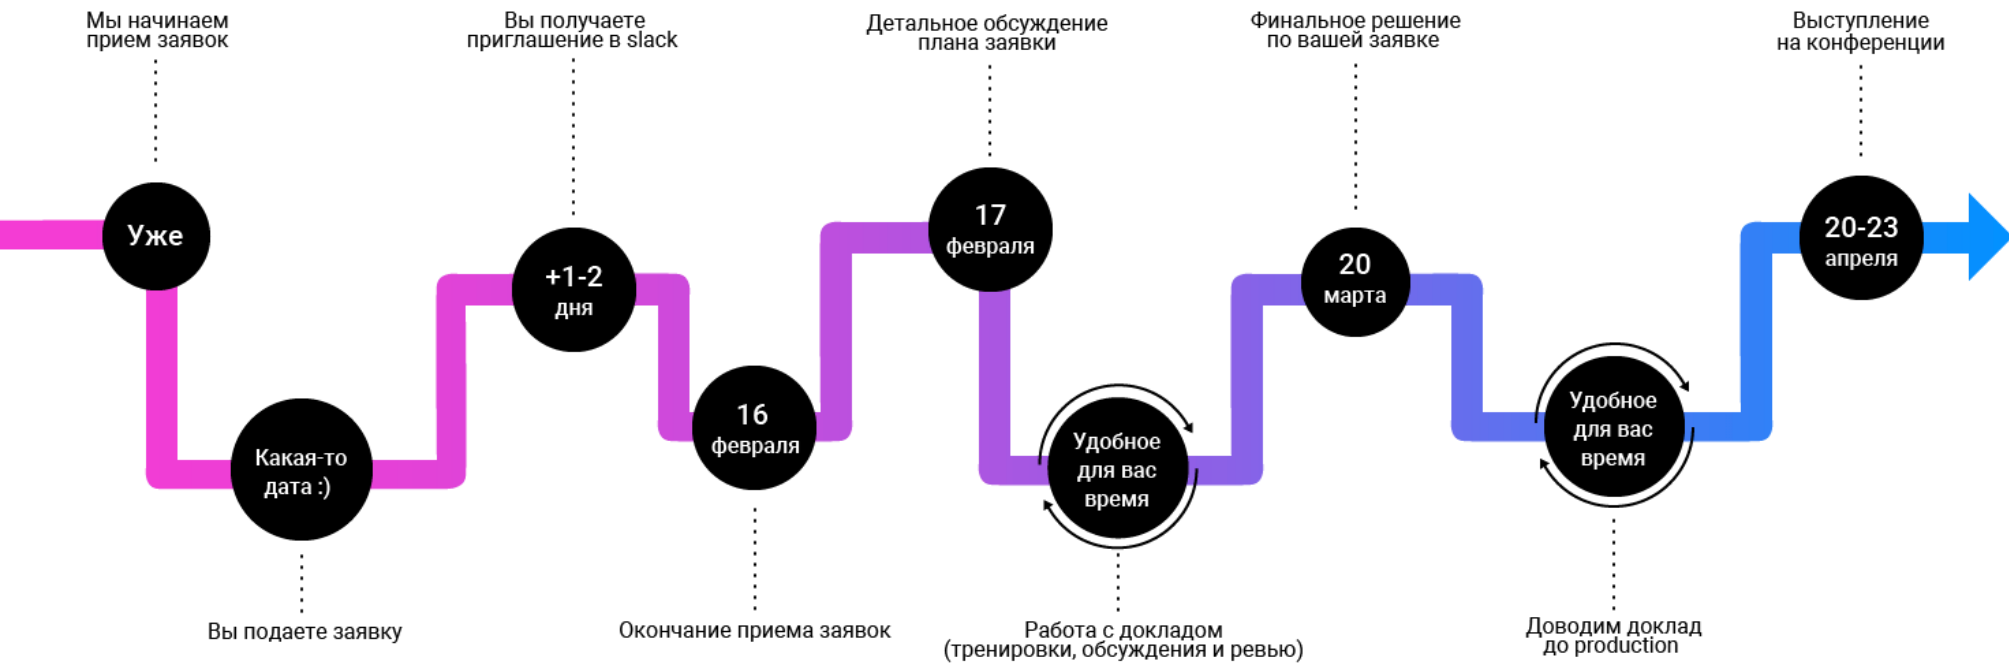 Мы начинаем
прием заявок
Вы получаете
приглашение в slack
Детальное обсуждение
плана заявки
Финальное решение
по вашей заявке
Выступление
на конференции
Уже
Какая-то
дата :)
+1-2
дня
16
февраля
17
февраля
Удобное
для вас
время
20
марта
Удобное
для вас
время
20-23
апреля
Вы подаете заявку
Окончание приема заявок
Работа с докладом
(тренировки, обсуждения и ревью)
Доводим доклад
до production